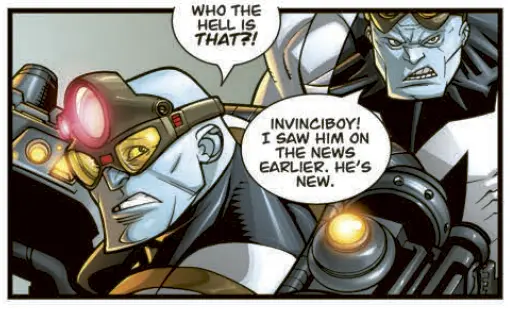 WHO THE
HELL IS
THAT?!
INVINCIBOY!
I SAW HIM ON
THE NEWS
EARLIER. HE'S
NEW.